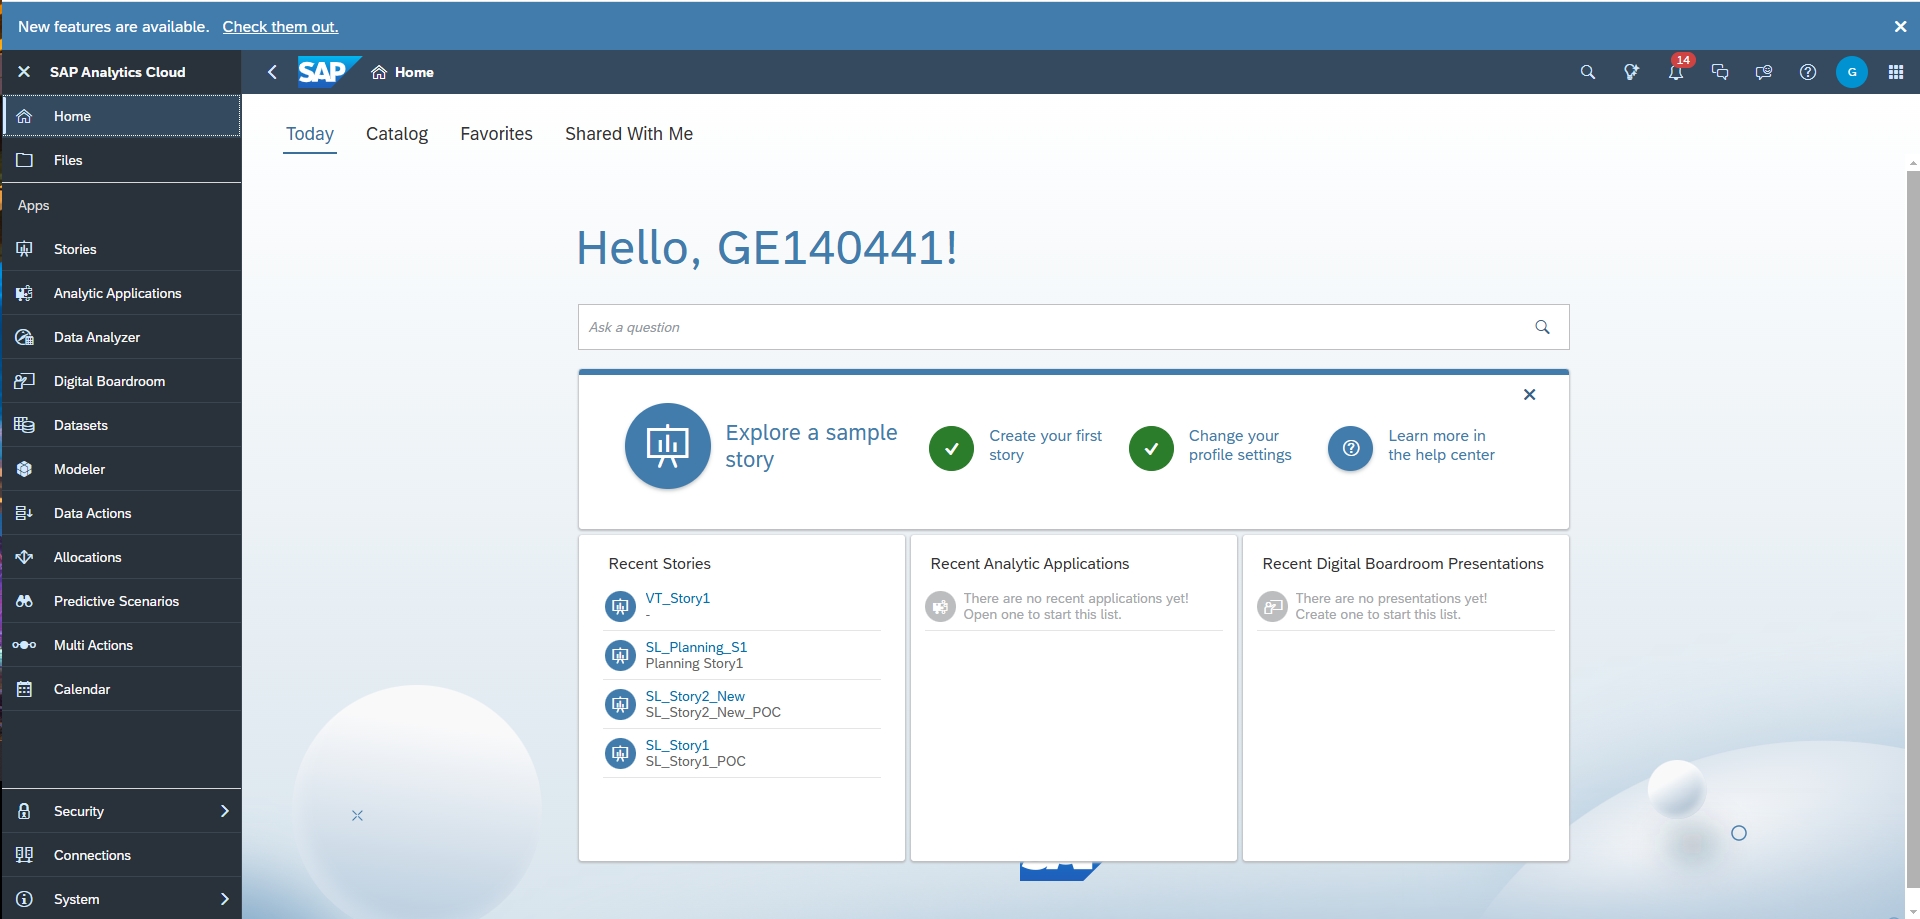 New features are available. Check them out.
SAP Analytics Cloud
SAP
Home
14
G
Home
Files
Apps
Stories
Analytic Applications
Data Analyzer
Digital Boardroom
Datasets
Modeler
Data Actions
Allocations
Predictive Scenarios
Multi Actions
Calendar
Security
Connections
System
Today
Catalog
Favorites
Shared With Me
Hello, GE140441!
Ask a question
Explore a sample
story
Create your first
story
Change your
profile settings
Learn more in
the help center
Recent Stories
VT_Story1
-
SL_Planning_S1
Planning Story1
SL_Story2_New
SL_Story2_New_POC
SL_Story1
SL_Story1_POC
Recent Analytic Applications
There are no recent applications yet!
Open one to start this list.
Recent Digital Boardroom Presentations
There are no presentations yet!
Create one to start this list.